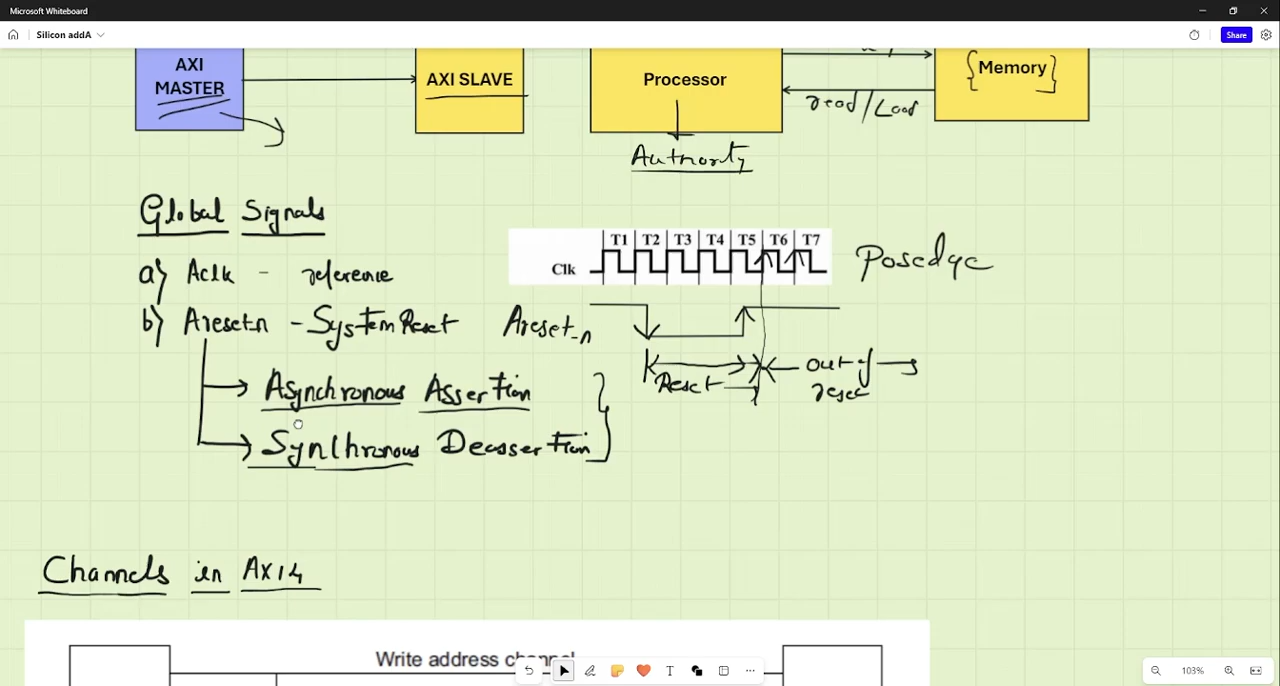 Microsoft Whiteboard
Silicon addA
Share
AXI
MASTER
AXI SLAVE
Processor
{Memory}
read/Load
Authority
Global Signals
a) Aclk - reference
b) Aresetn - System Reset
Asynchronous Assertion
Synchronous Deassertion
T1 T2 T3 T4 T5 T6 T7
Clk
Posedge
Areset_n
Reset
out of
reset
Channels in AXI4
Write address channel
103%